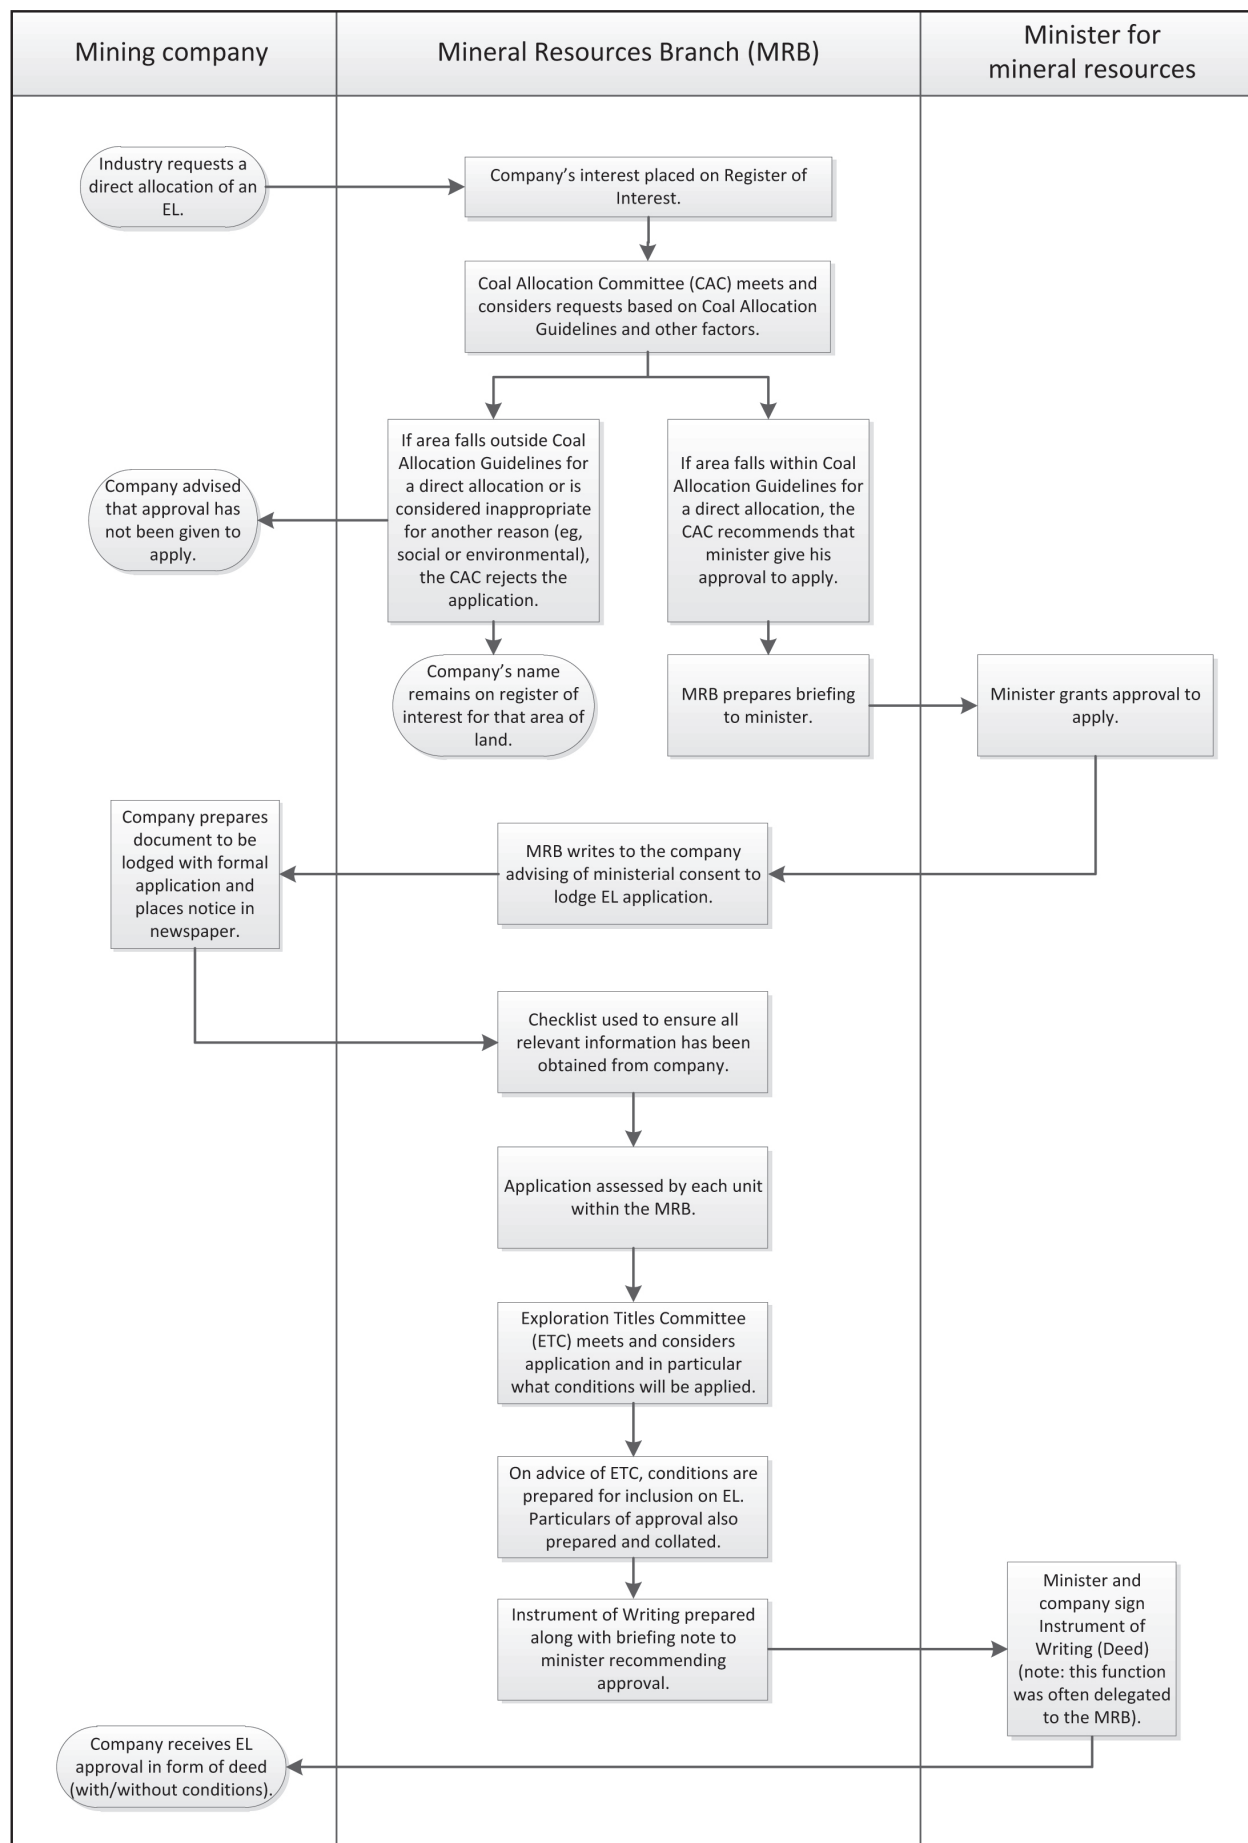 Mining company
Mineral Resources Branch (MRB)
Minister for
mineral resources
Industry requests a
direct allocation of an
EL.
Company’s interest placed on Register of
Interest.
Coal Allocation Committee (CAC) meets and
considers requests based on Coal Allocation
Guidelines and other factors.
Company advised
that approval has
not been given to
apply.
If area falls outside Coal
Allocation Guidelines for
a direct allocation or is
considered inappropriate
for another reason (eg,
social or environmental),
the CAC rejects the
application.
If area falls within Coal
Allocation Guidelines for
a direct allocation, the
CAC recommends that
minister give his
approval to apply.
Company’s name
remains on register of
interest for that area of
land.
MRB prepares briefing
to minister.
Minister grants approval to
apply.
Company prepares
document to be
lodged with formal
application and
places notice in
newspaper.
MRB writes to the company
advising of ministerial consent to
lodge EL application.
Checklist used to ensure all
relevant information has been
obtained from company.
Application assessed by each unit
within the MRB.
Exploration Titles Committee
(ETC) meets and considers
application and in particular
what conditions will be applied.
On advice of ETC, conditions are
prepared for inclusion on EL.
Particulars of approval also
prepared and collated.
Instrument of Writing prepared
along with briefing note to
minister recommending
approval.
Minister and
company sign
Instrument of
Writing (Deed)
(note: this function
was often delegated
to the MRB).
Company receives EL
approval in form of deed
(with/without conditions).